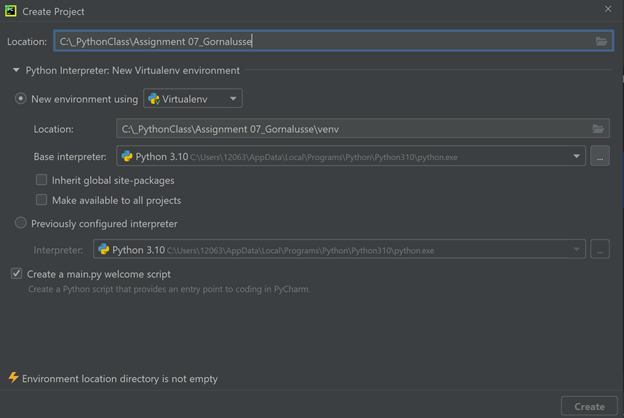 Create Project
Location: C:\_PythonClass\Assignment 07_Gornalusse
Python Interpreter: New Virtualenv environment
New environment using Virtualenv
Location: C:\_PythonClass\Assignment 07_Gornalusse\venv
Base interpreter: Python 3.10 C:\Users\12063\AppData\Local\Programs\Python\Python310\python.exe ...
Inherit global site-packages
Make available to all projects
Previously configured interpreter
Interpreter: Python 3.10 C:\Users\12063\AppData\Local\Programs\Python\Python310\python.exe ...
Create a main.py welcome script
Create a Python script that provides an entry point to coding in PyCharm.
Environment location directory is not empty
Create